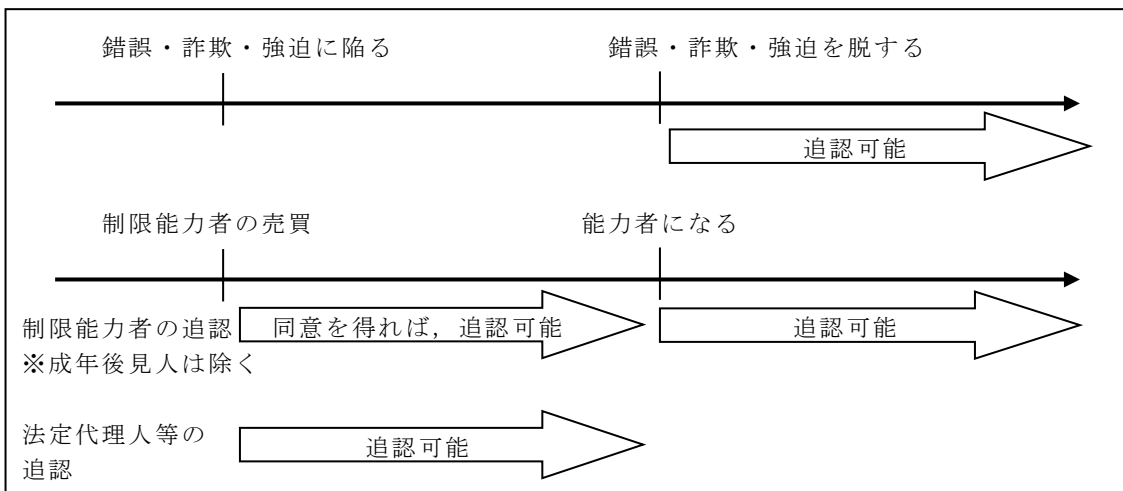 錯誤・詐欺・強迫に陥る
錯誤・詐欺・強迫を脱する
追認可能
制限能力者の売買
能力者になる
制限能力者の追認
※成年後見人は除く
同意を得れば，追認可能
追認可能
法定代理人等の
追認
追認可能